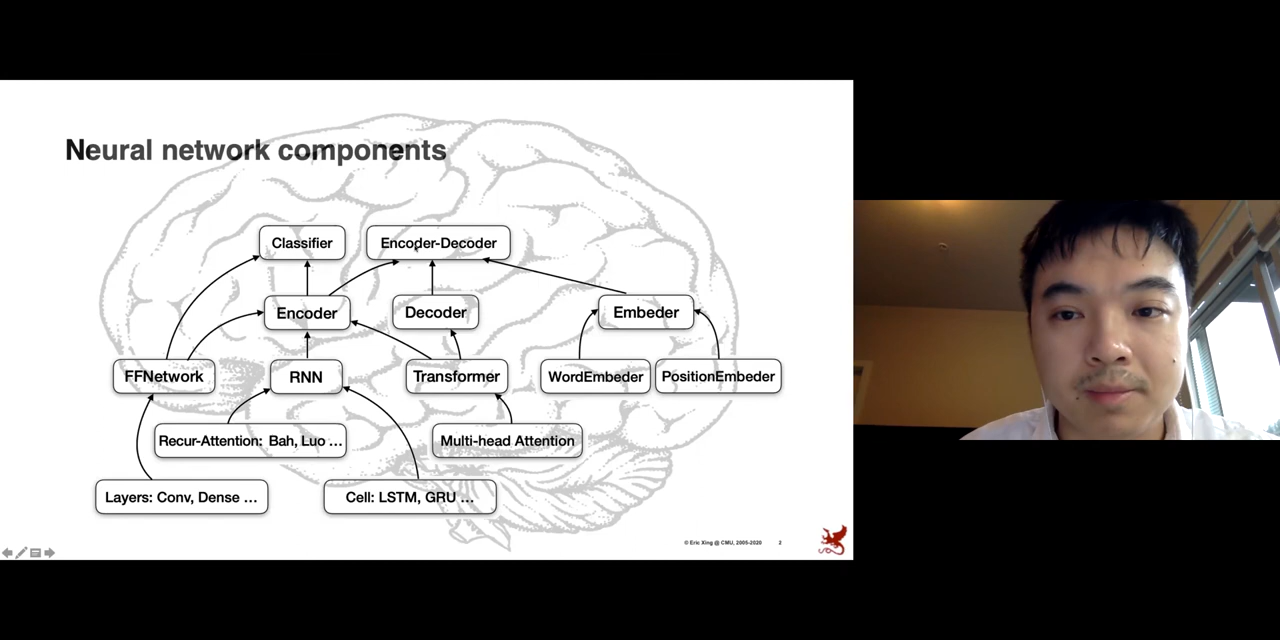 Neural network components
Classifier
Encoder-Decoder
Encoder
Decoder
Embeder
FFNetwork
RNN
Transformer
WordEmbeder
PositionEmbeder
Recur-Attention: Bah, Luo ...
Multi-head Attention
Layers: Conv, Dense ...
Cell: LSTM, GRU ...
© Eric Xing @ CMU, 2005-2020
2